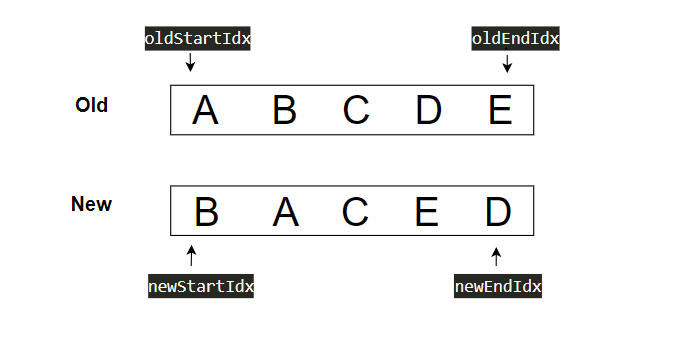 oldStartIdx oldEndIdx
Old A B C D E
New B A C E D
newStartIdx newEndIdx